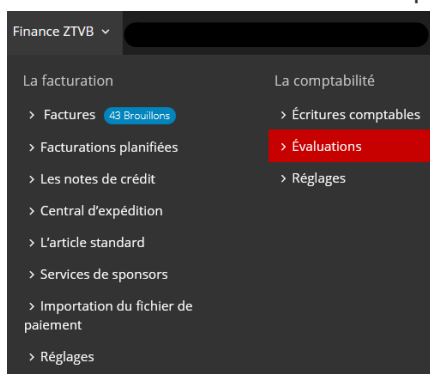 Finance ZTVB
La facturation
Factures 43 Brouillons
Facturations planifiées
Les notes de crédit
Central d'expédition
L'article standard
Services de sponsors
Importation du fichier de
paiement
Réglages
La comptabilité
Écritures comptables
Évaluations
Réglages